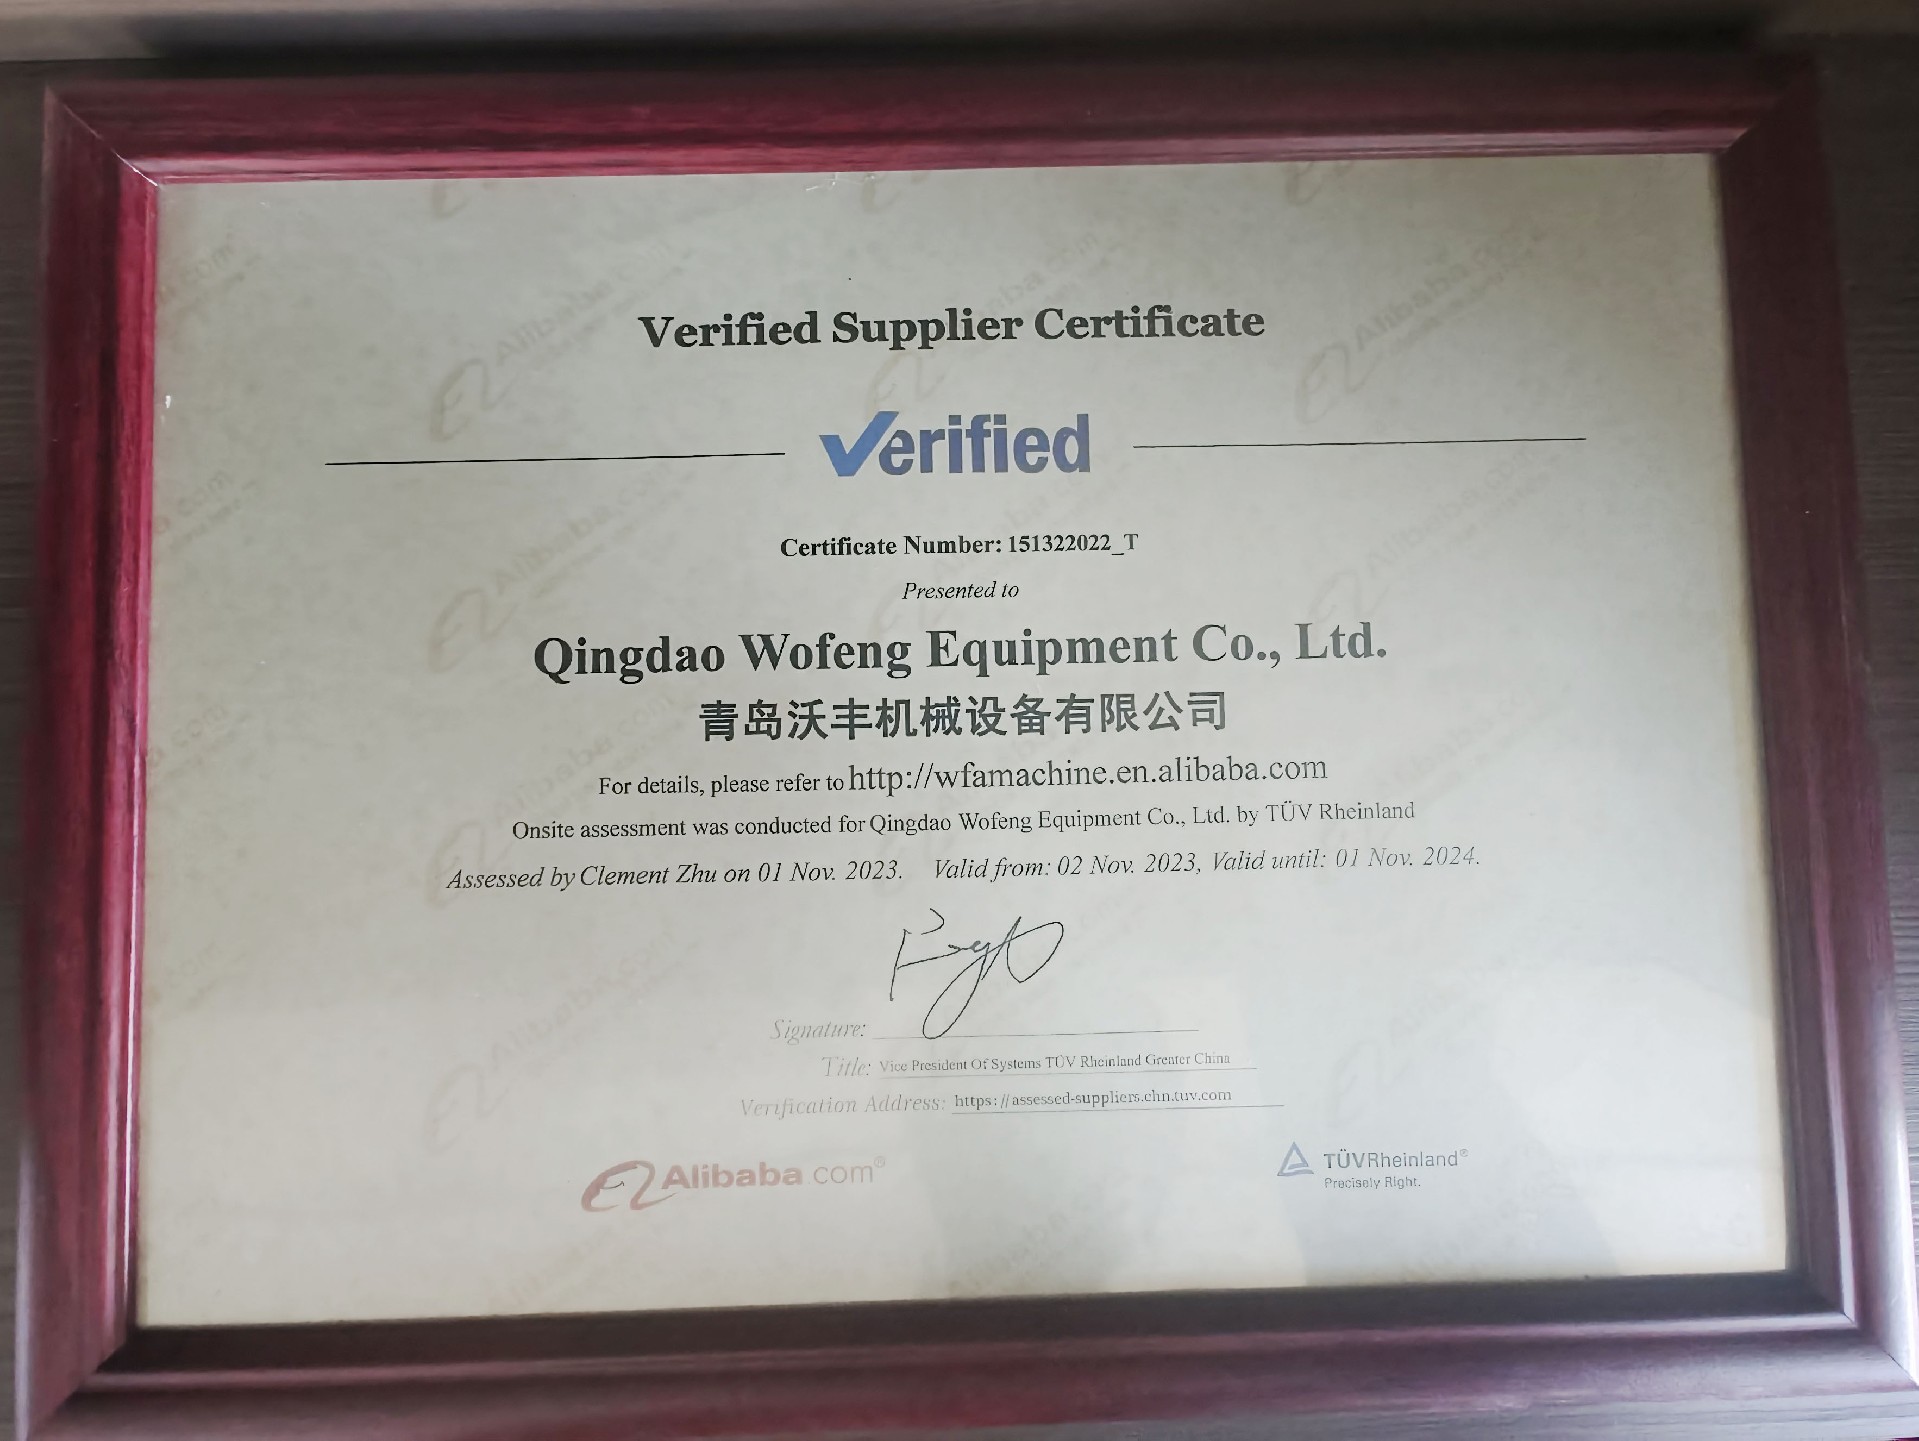 Verified Supplier Certificate
Verified
Certificate Number: 151322022_T
Presented to
Qingdao Wofeng Equipment Co., Ltd.
青岛沃丰机械设备有限公司
For details, please refer to http://wfamachine.en.alibaba.com
Onsite assessment was conducted for Qingdao Wofeng Equipment Co., Ltd. by TÜV Rheinland
Assessed by Clement Zhu on 01 Nov. 2023. Valid from: 02 Nov. 2023, Valid until: 01 Nov. 2024.
Signature:
Title: Vice President Of Systems TÜV Rheinland Greater China
Verification Address: https://assessed-suppliers.chn.tuv.com
Alibaba.com®
TÜVRheinland®
Precisely Right.